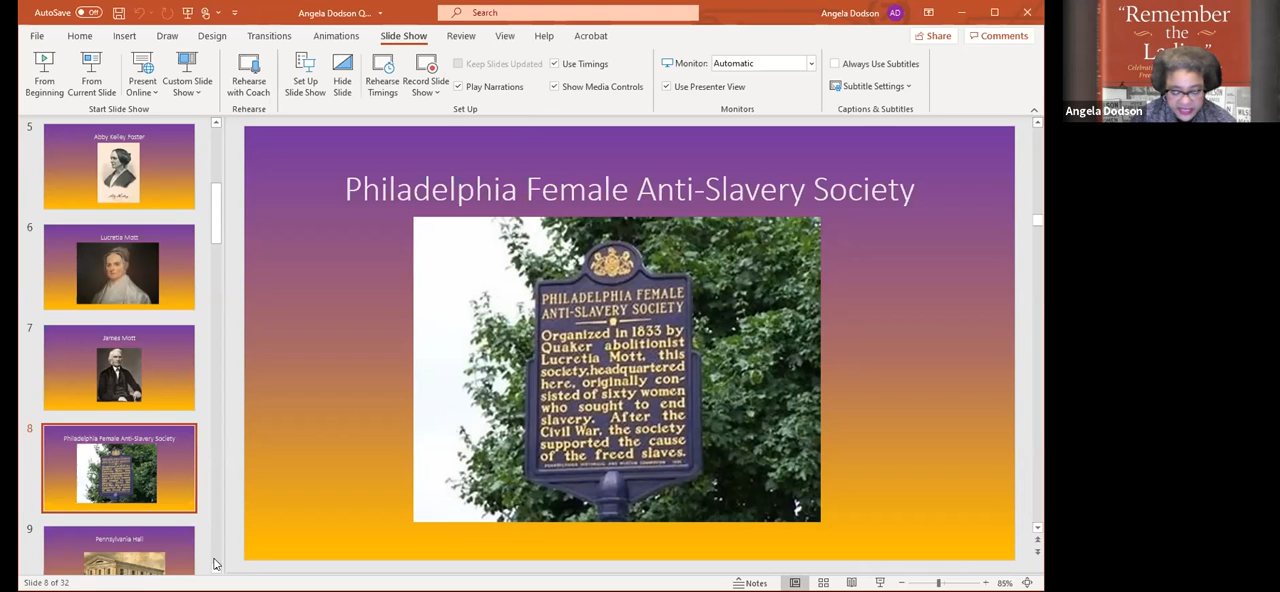 AutoSave Off
Angela Dodson Q...
Search
Angela Dodson AD
File Home Insert Draw Design Transitions Animations Slide Show Review View Help Acrobat
Share Comments
From Beginning
From Current Slide
Present Online
Custom Slide Show
Start Slide Show
Rehearse with Coach
Rehearse
Set Up Slide Show
Hide Slide
Rehearse Timings
Record Slide Show
Keep Slides Updated
Play Narrations
Use Timings
Show Media Controls
Set Up
Monitor: Automatic
Use Presenter View
Monitors
Always Use Subtitles
Subtitle Settings
Captions & Subtitles
5
Abby Kelley Foster
6
Lucretia Mott
7
James Mott
8
Philadelphia Female Anti-Slavery Society
9
Pennsylvania Hall
Philadelphia Female Anti-Slavery Society
PHILADELPHIA FEMALE
ANTI-SLAVERY SOCIETY
Organized in 1833 by
Quaker abolitionist
Lucretia Mott, this
society, headquartered
here, originally con-
sisted of sixty women
who sought to end
slavery. After the
Civil War, the society
supported the cause
of the freed slaves.
Slide 8 of 32
Notes
85%
"Remember
the
Angela Dodson